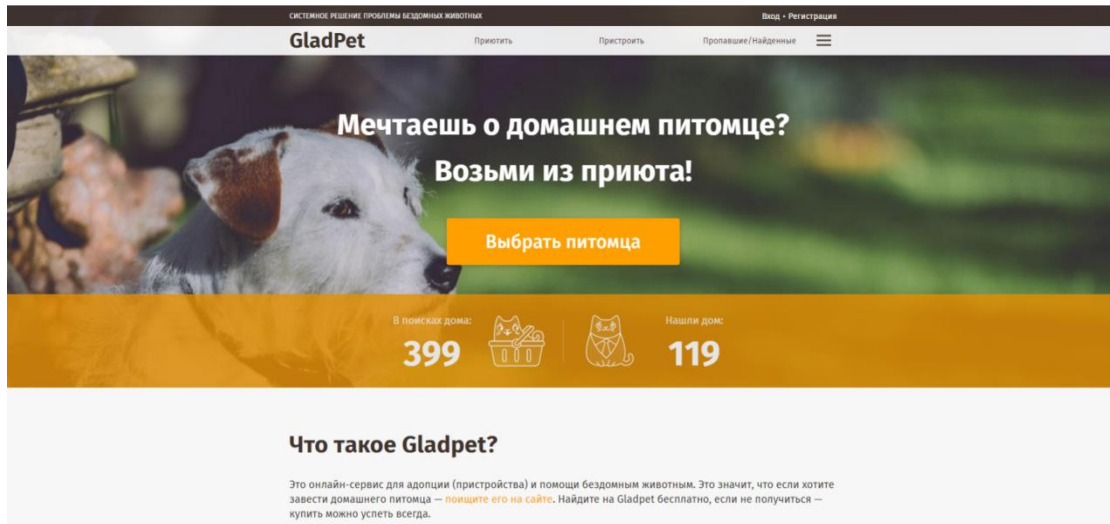 СИСТЕМНОЕ РЕШЕНИЕ ПРОБЛЕМЫ БЕЗДОМНЫХ ЖИВОТНЫХ
Вход • Регистрация
GladPet
Приютить
Пристроить
Пропавшие/Найденные
Мечтаешь о домашнем питомце?
Возьми из приюта!
Выбрать питомца
В поисках дома:
399
Нашли дом:
119
Что такое Gladpet?
Это онлайн-сервис для адопции (пристройства) и помощи бездомным животным. Это значит, что если хотите
завести домашнего питомца — поищите его на сайте. Найдите на Gladpet бесплатно, если не получиться —
купить можно успеть всегда.